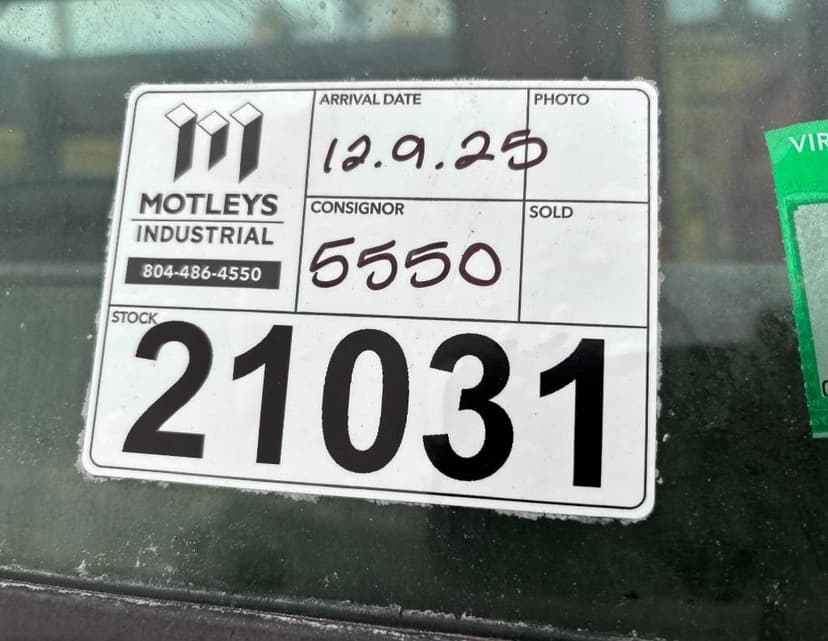 MOTLEYS
INDUSTRIAL
804-486-4550
ARRIVAL DATE
12.9.25
PHOTO
CONSIGNOR
5550
SOLD
STOCK
21031
VIR